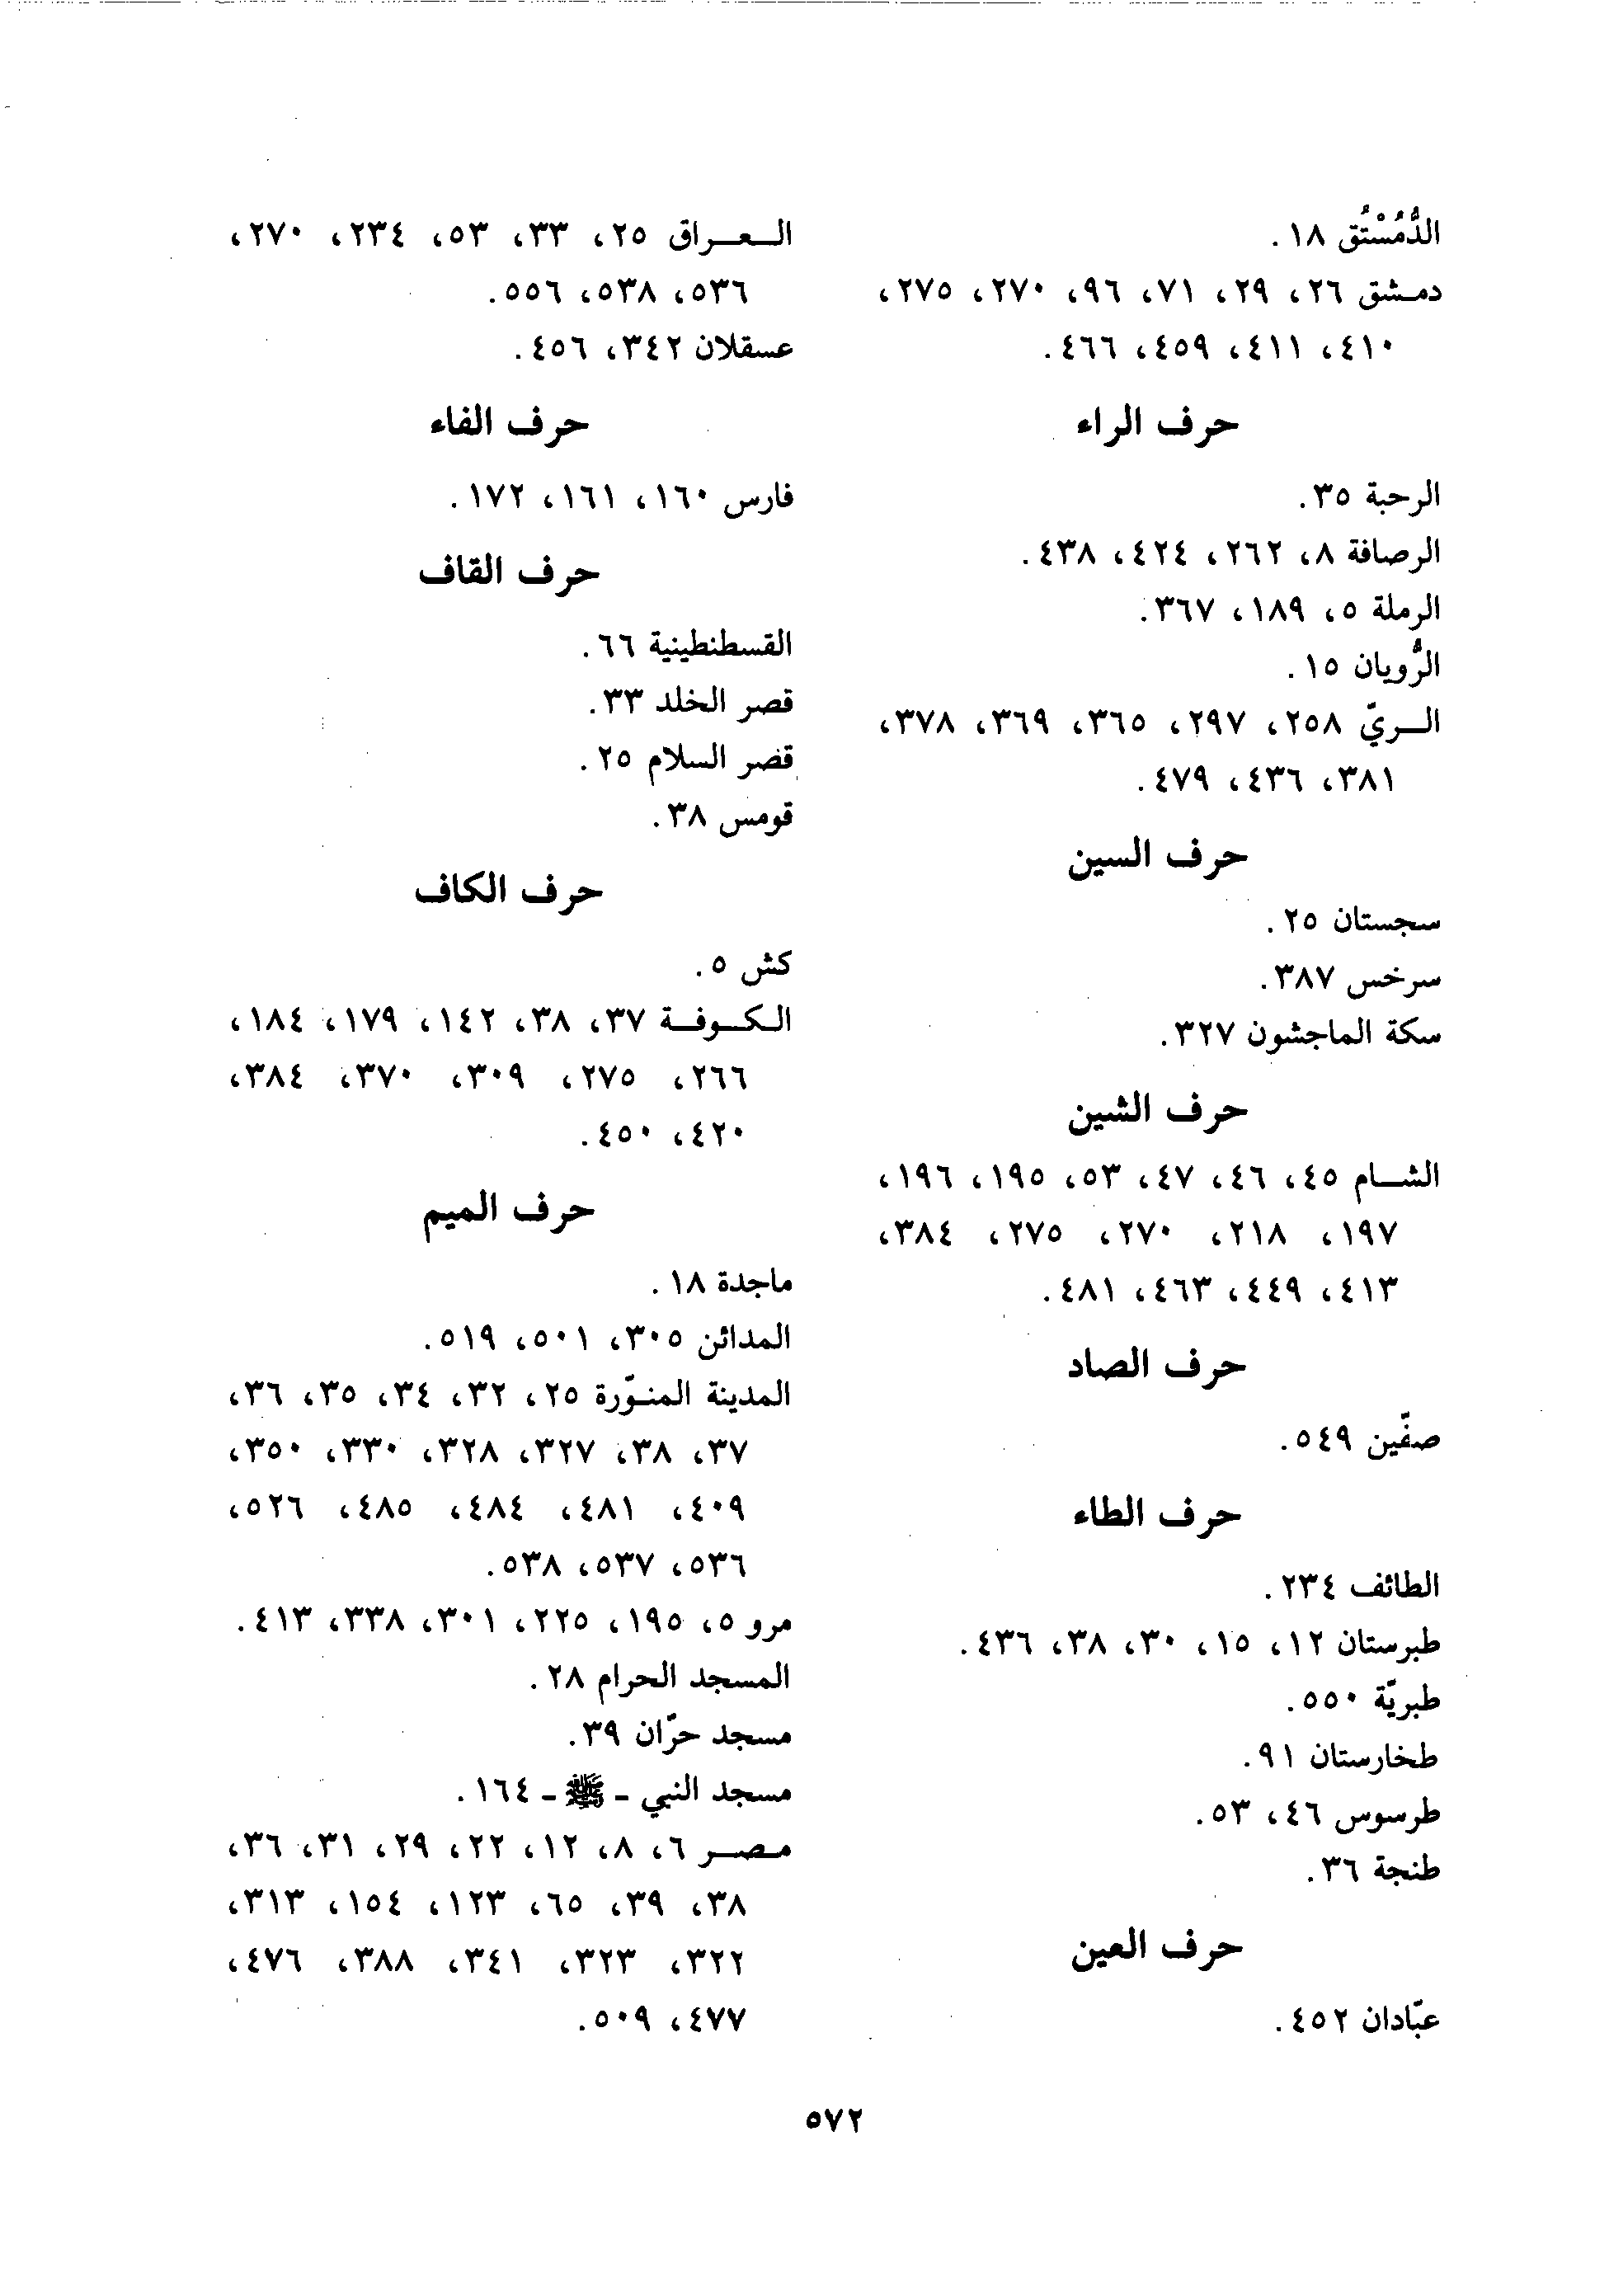 الدُّمُسْتُق ١٨.
دمـشق ٢٦، ٢٩، ٧١، ٩٦، ٢٧٠، ٢٧٥،
٤١٠، ٤١١، ٤٥٩، ٤٦٦.
حرف الراء
الرحبة ٣٥.
الرصافة ٨، ٢٦٢، ٤٢٤، ٤٣٨.
الرملة ٥، ١٨٩، ٣٦٧.
الرُّويان ١٥.
الــريّ ٢٥٨، ٢٩٧، ٣٦٥، ٣٦٩، ٣٧٨،
٣٨١، ٤٣٦، ٤٧٩.
حرف السين
سجستان ٢٥.
سرخس ٣٨٧.
سكة الماجشون ٣٢٧.
حرف الشين
الشــام ٤٥، ٤٦، ٤٧، ٥٣، ١٩٥، ١٩٦،
١٩٧، ٢١٨، ٢٧٠، ٢٧٥، ٣٨٤،
٤١٣، ٤٤٩، ٤٦٣، ٤٨١.
حرف الصاد
صفّين ٥٤٩.
حرف الطاء
الطائف ٢٣٤.
طبرستان ١٢، ١٥، ٣٠، ٣٨، ٤٣٦.
طبريّة ٥٥٠.
طخارستان ٩١.
طرسوس ٤٦، ٥٣.
طنجة ٣٦.
حرف العين
عبّادان ٤٥٢.
الــعــراق ٢٥، ٣٣، ٥٣، ٢٣٤، ٢٧٠،
٥٣٦، ٥٣٨، ٥٥٦.
عسقلان ٣٤٢، ٤٥٦.
حرف الفاء
فارس ١٦٠، ١٦١، ١٧٢.
حرف القاف
القسطنطينية ٦٦.
قصر الخلد ٣٣.
قصر السلام ٢٥.
قومس ٣٨.
حرف الكاف
كش ٥.
الـكــوفــة ٣٧، ٣٨، ١٤٢، ١٧٩، ١٨٤،
٢٦٦، ٢٧٥، ٣٠٩، ٣٧٠، ٣٨٤،
٤٢٠، ٤٥٠.
حرف الميم
ماجدة ١٨.
المدائن ٣٠٥، ٥٠١، ٥١٩.
المدينة المنـوّرة ٢٥، ٣٢، ٣٤، ٣٥، ٣٦،
٣٧، ٣٨، ٣٢٧، ٣٢٨، ٣٣٠، ٣٥٠،
٤٠٩، ٤٨١، ٤٨٤، ٤٨٥، ٥٢٦،
٥٣٦، ٥٣٧، ٥٣٨.
مرو ٥، ١٩٥، ٢٢٥، ٣٠١، ٣٣٨، ٤١٣.
المسجد الحرام ٢٨.
مسجد حرّان ٣٩.
مسجد النبي ـ ﷺ ـ ١٦٤.
مـصــر ٦، ٨، ١٢، ٢٢، ٢٩، ٣١، ٣٦،
٣٨، ٣٩، ٦٥، ١٢٣، ١٥٤، ٣١٣،
٣٢٢، ٣٢٣، ٣٤١، ٣٨٨، ٤٧٦،
٤٧٧، ٥٠٩.
٥٧٢